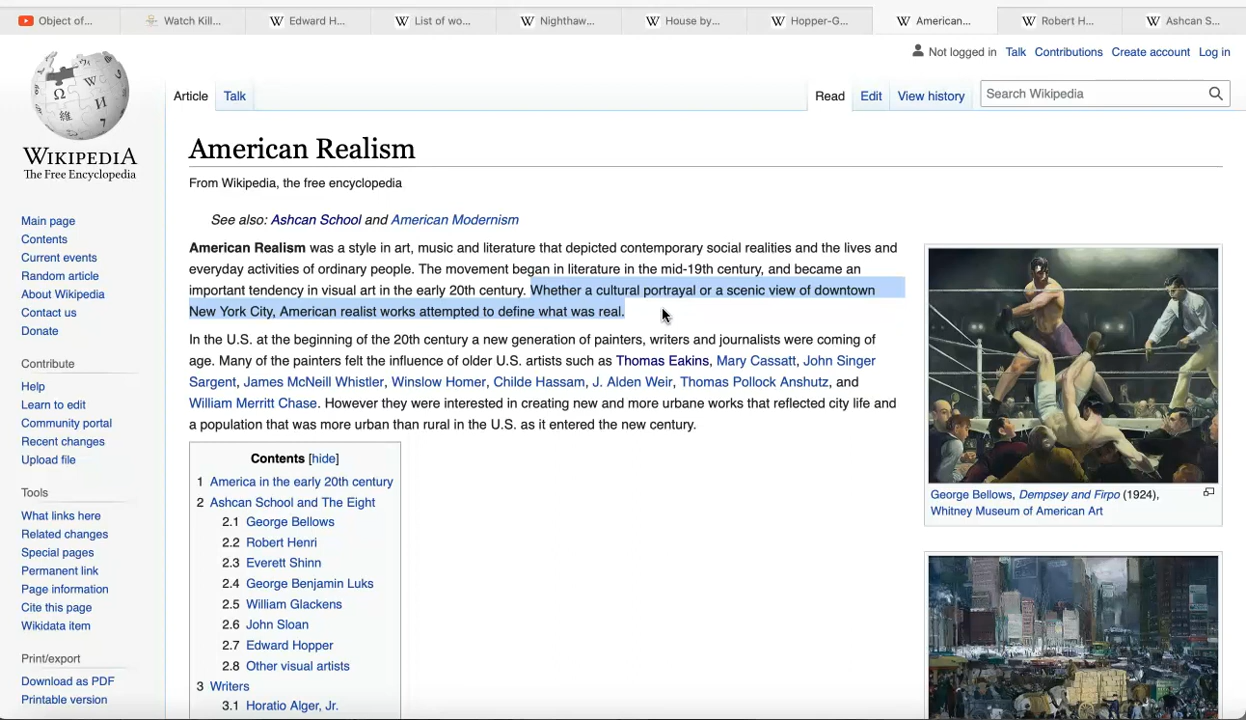 Object of...
Watch Kill...
Edward H...
List of wo...
Nighthaw...
House by...
Hopper-G...
American...
Robert H...
Ashcan S...
Not logged in Talk Contributions Create account Log in
Article Talk
Read Edit View history
Search Wikipedia
WIKIPEDIA
The Free Encyclopedia
Main page
Contents
Current events
Random article
About Wikipedia
Contact us
Donate
Contribute
Help
Learn to edit
Community portal
Recent changes
Upload file
Tools
What links here
Related changes
Special pages
Permanent link
Page information
Cite this page
Wikidata item
Print/export
Download as PDF
Printable version
American Realism
From Wikipedia, the free encyclopedia
See also: Ashcan School and American Modernism
American Realism was a style in art, music and literature that depicted contemporary social realities and the lives and
everyday activities of ordinary people. The movement began in literature in the mid-19th century, and became an
important tendency in visual art in the early 20th century. Whether a cultural portrayal or a scenic view of downtown
New York City, American realist works attempted to define what was real.
In the U.S. at the beginning of the 20th century a new generation of painters, writers and journalists were coming of
age. Many of the painters felt the influence of older U.S. artists such as Thomas Eakins, Mary Cassatt, John Singer
Sargent, James McNeill Whistler, Winslow Homer, Childe Hassam, J. Alden Weir, Thomas Pollock Anshutz, and
William Merritt Chase. However they were interested in creating new and more urbane works that reflected city life and
a population that was more urban than rural in the U.S. as it entered the new century.
Contents [hide]
1 America in the early 20th century
2 Ashcan School and The Eight
2.1 George Bellows
2.2 Robert Henri
2.3 Everett Shinn
2.4 George Benjamin Luks
2.5 William Glackens
2.6 John Sloan
2.7 Edward Hopper
2.8 Other visual artists
3 Writers
3.1 Horatio Alger, Jr.
George Bellows, Dempsey and Firpo (1924),
Whitney Museum of American Art